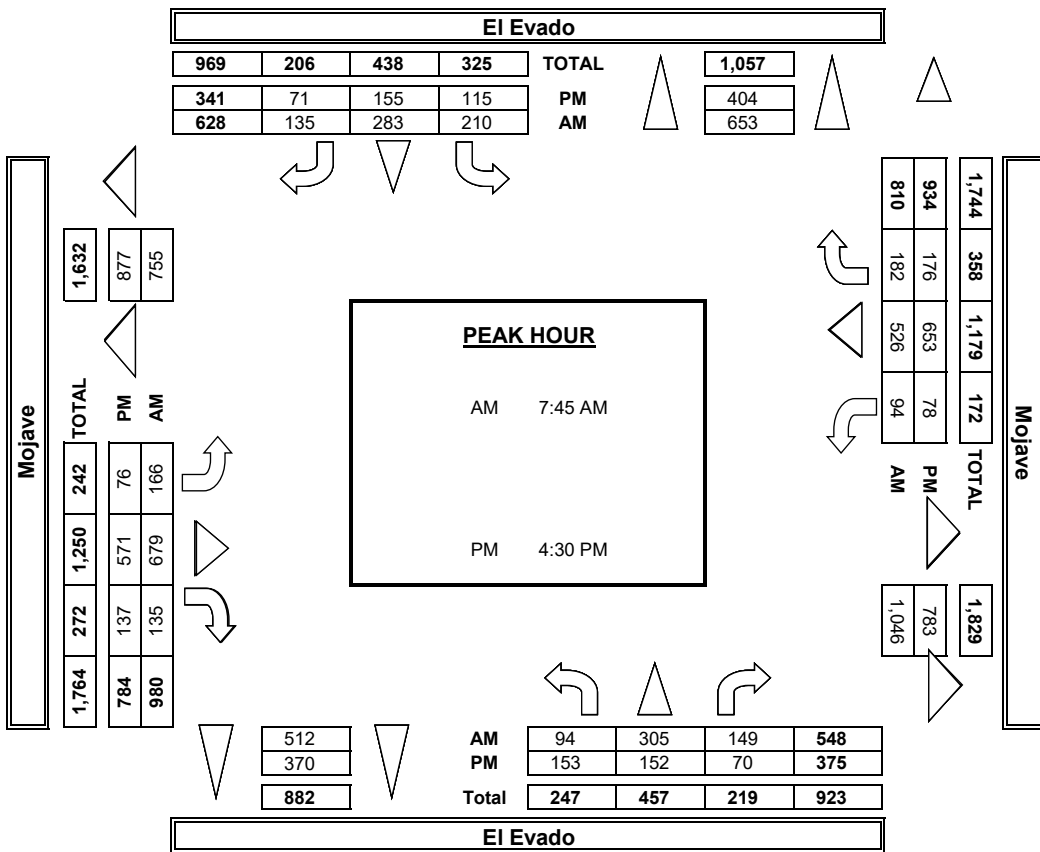 El Evado
969 206 438 325 TOTAL 1,057
341 71 155 115 PM 404
628 135 283 210 AM 653
Mojave
1,632
877
755
TOTAL 242 1,250 272 1,764
PM 76 571 137 784
AM 166 679 135 980
PEAK HOUR
AM 7:45 AM
PM 4:30 PM
1,744 358 1,179 172 TOTAL 1,829
934 176 653 78 PM 783
810 182 526 94 AM 1,046
Mojave
512 AM 94 305 149 548
370 PM 153 152 70 375
882 Total 247 457 219 923
El Evado